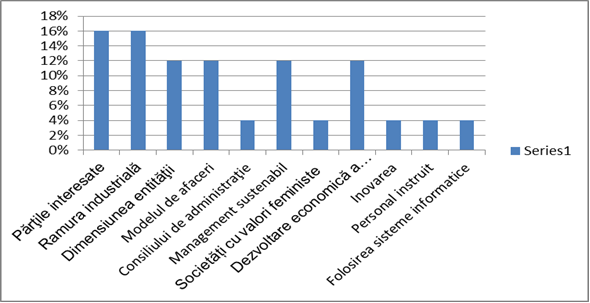 18%
16%
14%
12%
10%
8%
6%
4%
2%
0%
Părțile interesate
Ramura industrială
Dimensiunea entității
Modelul de afaceri
Consiliului de administrație
Management sustenabil
Societăți cu valori feministe
Dezvoltare economică a...
Inovarea
Personal instruit
Folosirea sisteme informatice
Series1